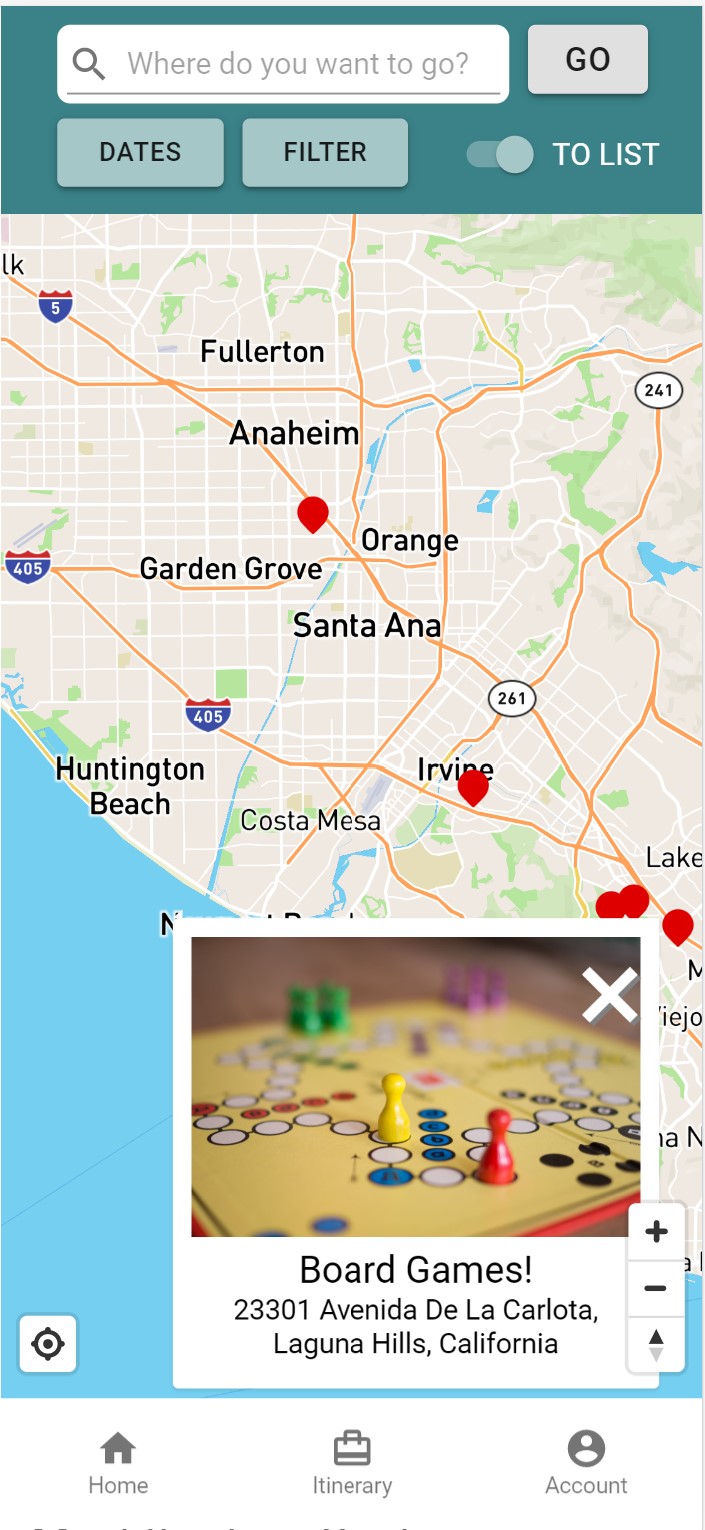 Where do you want to go?
GO
DATES
FILTER
TO LIST
lk
5
Fullerton
241
Anaheim
Orange
405
Garden Grove
Santa Ana
261
405
Huntington
Beach
Irvine
Costa Mesa
Lake
M
iejo
na N
Board Games!
23301 Avenida De La Carlota,
Laguna Hills, California
Home
Itinerary
Account